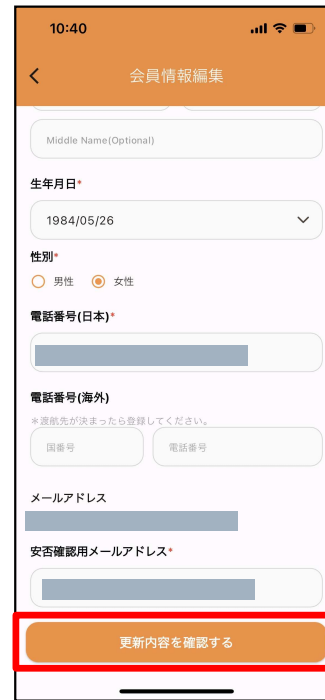 10:40
会員情報編集
Middle Name(Optional)
生年月日*
1984/05/26
性別*
男性 女性
電話番号(日本)*
電話番号(海外)
*渡航先が決まったら登録してください。
国番号 電話番号
メールアドレス
安否確認用メールアドレス*
更新内容を確認する